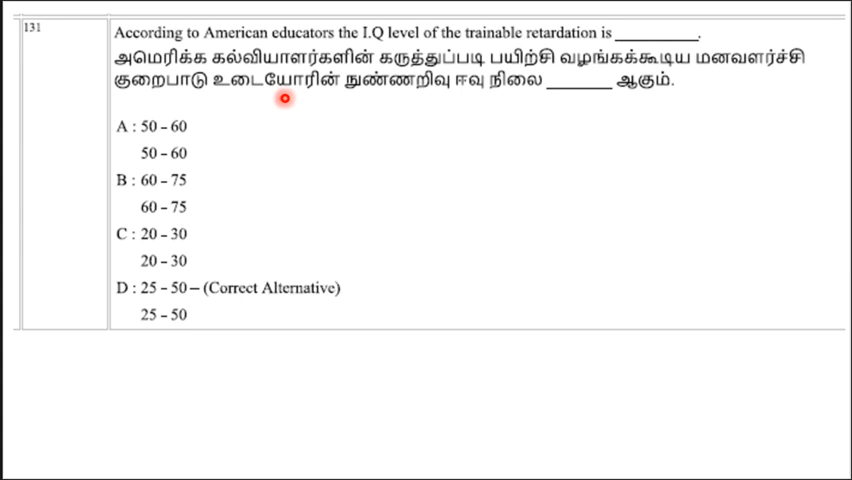 131
According to American educators the I.Q level of the trainable retardation is __________.
அமெரிக்க கல்வியாளர்களின் கருத்துப்படி பயிற்சி வழங்கக்கூடிய மனவளர்ச்சி
குறைபாடு உடையோரின் நுண்ணறிவு ஈவு நிலை ________ ஆகும்.
A : 50 – 60
50 – 60
B : 60 – 75
60 – 75
C : 20 – 30
20 – 30
D : 25 – 50 – (Correct Alternative)
25 – 50